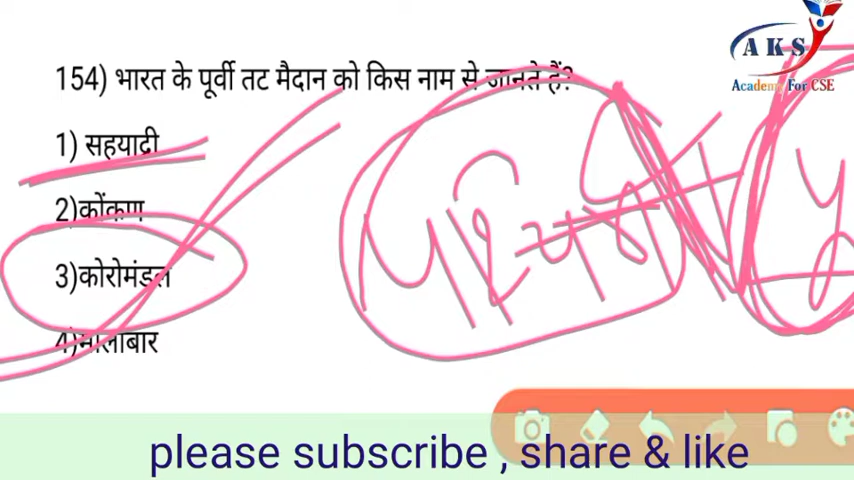 AKS
Academy For CSE
154) भारत के पूर्वी तट मैदान को किस नाम से जानते हैं?
1) सहयाद्री
2)कोंकण
3)कोरोमंडल
4)मालाबार
please subscribe , share & like